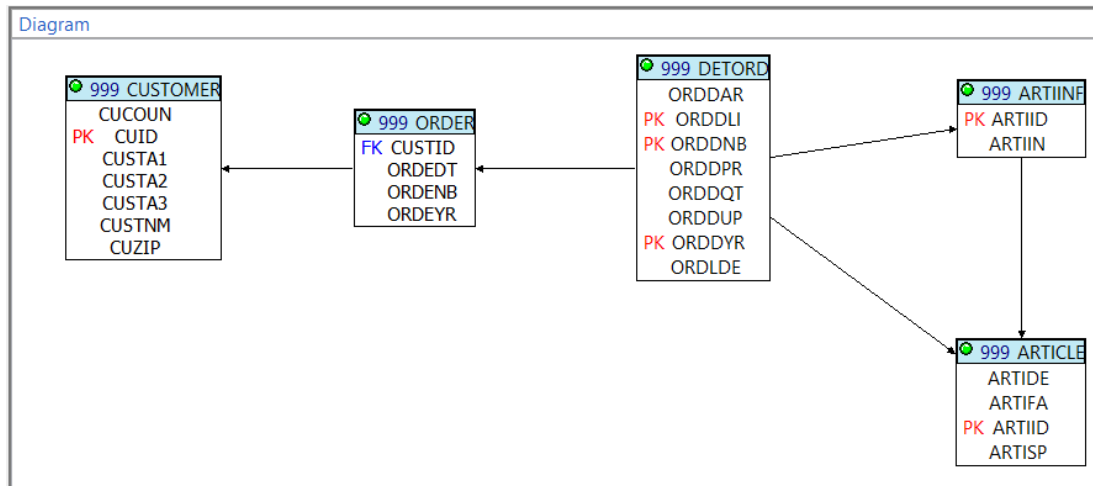 Diagram
999 CUSTOMER
CUCOUN
PK CUID
CUSTA1
CUSTA2
CUSTA3
CUSTNM
CUZIP
999 ORDER
FK CUSTID
ORDEDT
ORDENB
ORDEYR
999 DETORD
ORDDAR
PK ORDDLI
PK ORDDNB
ORDDPR
ORDDQT
ORDDUP
PK ORDDYR
ORDLDE
999 ARTIINF
PK ARTIID
ARTIIN
999 ARTICLE
ARTIDE
ARTIFA
PK ARTIID
ARTISP